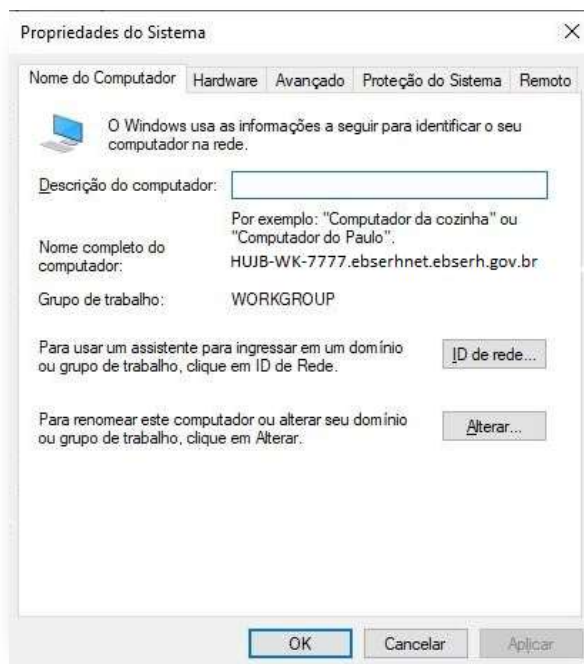 Propriedades do Sistema
Nome do Computador Hardware Avançado Proteção do Sistema Remoto
O Windows usa as informações a seguir para identificar o seu
computador na rede.
Descrição do computador:
Por exemplo: "Computador da cozinha" ou
"Computador do Paulo".
Nome completo do
computador:
HUJB-WK-7777.ebserhnet.ebserh.gov.br
Grupo de trabalho: WORKGROUP
Para usar um assistente para ingressar em um domínio
ou grupo de trabalho, clique em ID de Rede.
ID de rede...
Para renomear este computador ou alterar seu domínio
ou grupo de trabalho, clique em Alterar.
Alterar...
OK Cancelar Aplicar